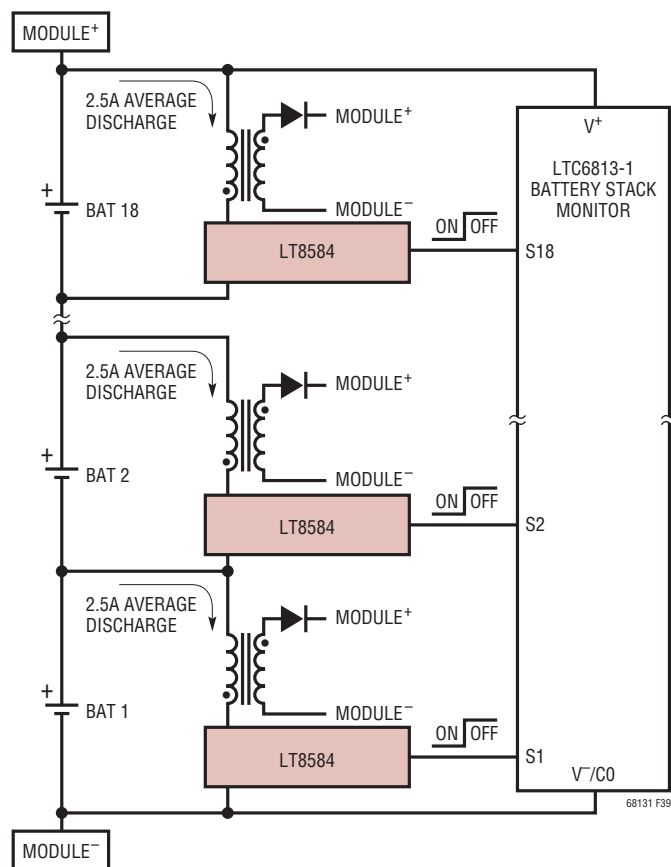 MODULE⁺
2.5A AVERAGE
DISCHARGE
MODULE⁺
V⁺
LTC6813-1
BATTERY STACK
MONITOR
+
BAT 18
MODULE⁻
ON
OFF
LT8584
S18
2.5A AVERAGE
DISCHARGE
MODULE⁺
+
BAT 2
MODULE⁻
ON
OFF
LT8584
S2
2.5A AVERAGE
DISCHARGE
MODULE⁺
+
BAT 1
MODULE⁻
ON
OFF
LT8584
S1
V⁻/C0
68131 F39
MODULE⁻